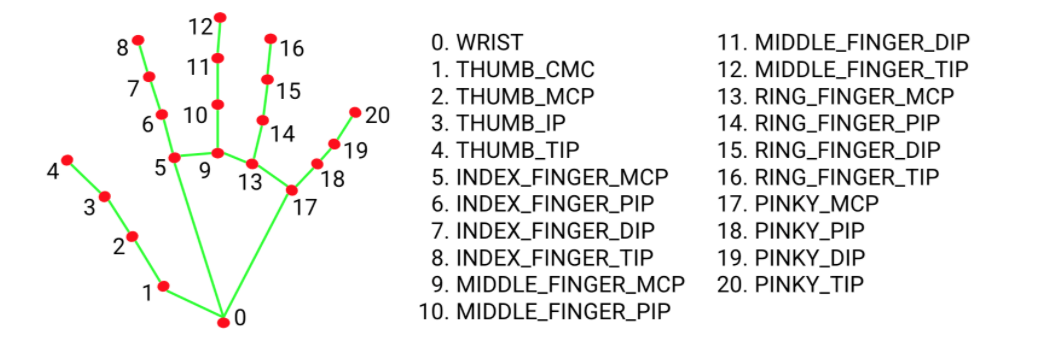 12
8
16
11
7
15
10
6
20
14
4
5
9
19
13
18
3
17
2
1
0
0. WRIST
1. THUMB_CMC
2. THUMB_MCP
3. THUMB_IP
4. THUMB_TIP
5. INDEX_FINGER_MCP
6. INDEX_FINGER_PIP
7. INDEX_FINGER_DIP
8. INDEX_FINGER_TIP
9. MIDDLE_FINGER_MCP
10. MIDDLE_FINGER_PIP
11. MIDDLE_FINGER_DIP
12. MIDDLE_FINGER_TIP
13. RING_FINGER_MCP
14. RING_FINGER_PIP
15. RING_FINGER_DIP
16. RING_FINGER_TIP
17. PINKY_MCP
18. PINKY_PIP
19. PINKY_DIP
20. PINKY_TIP